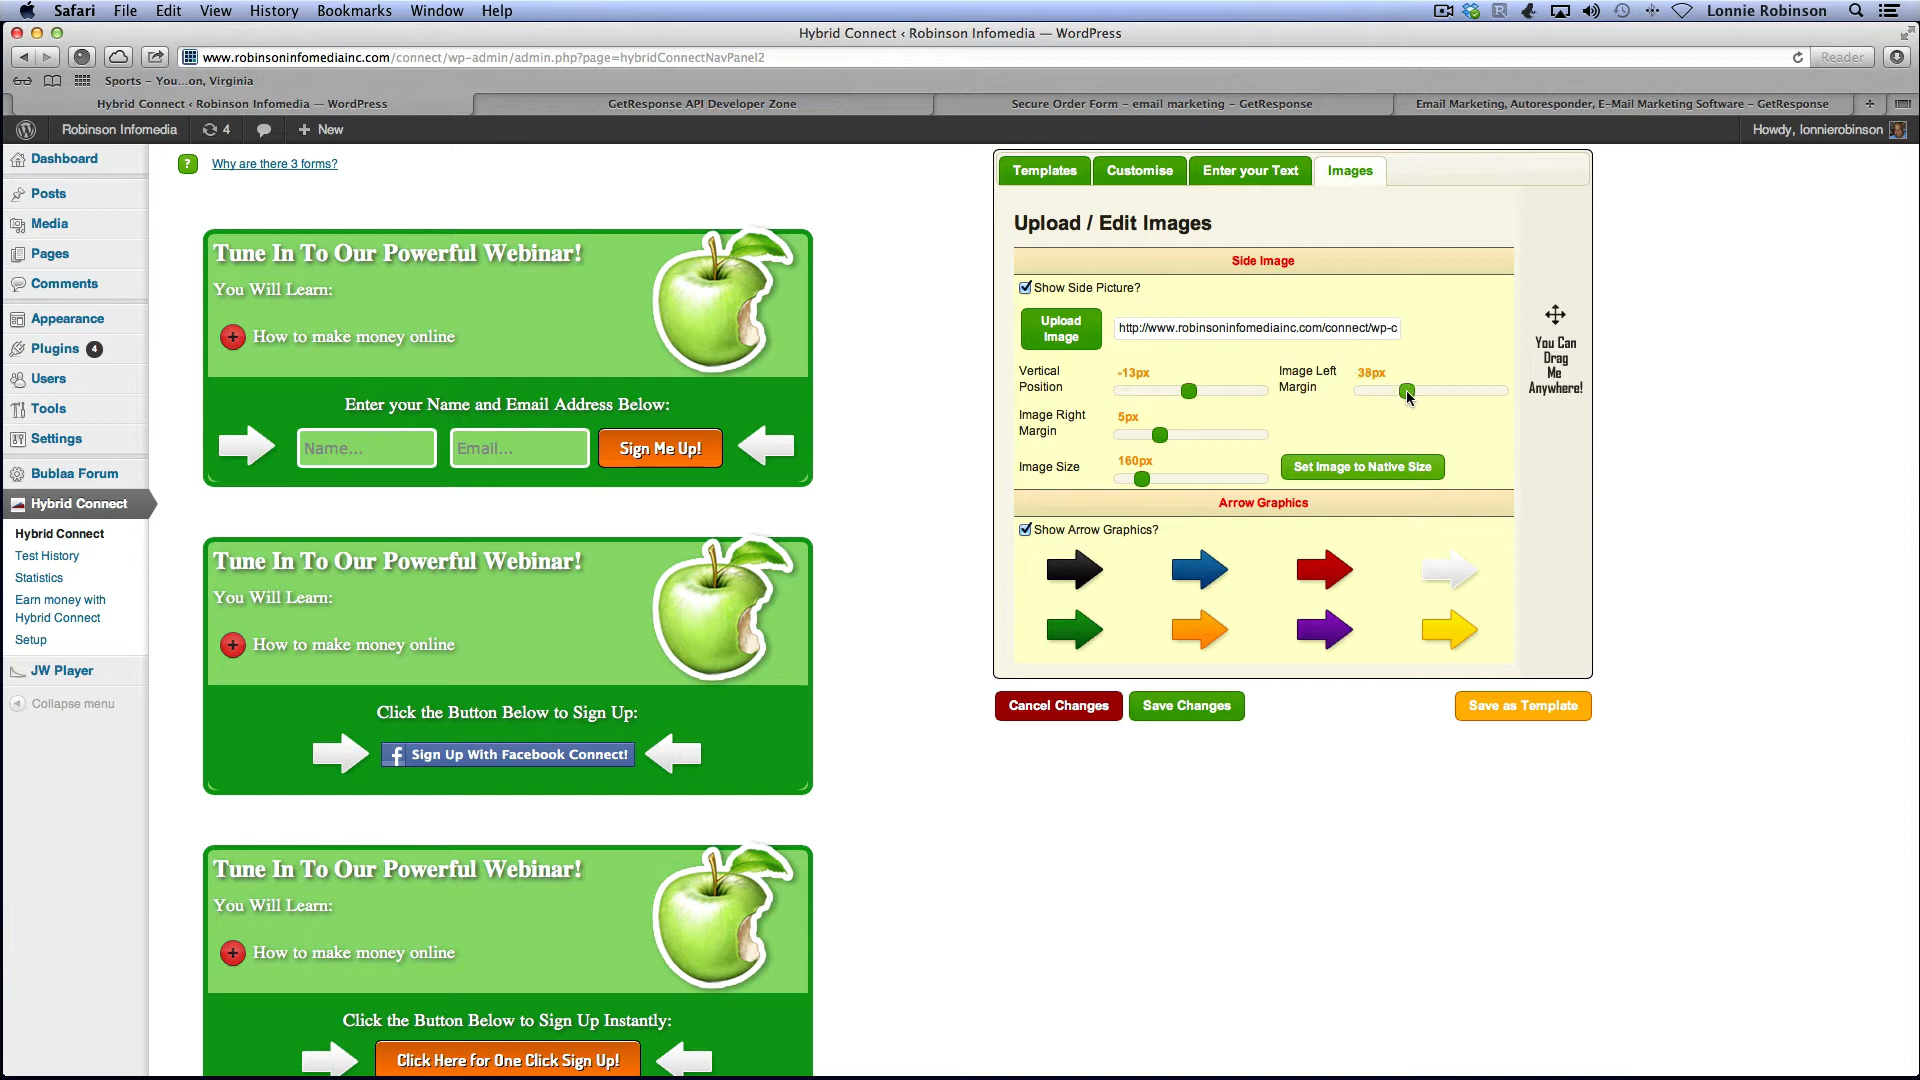 Safari File Edit View History Bookmarks Window Help Lonnie Robinson
Hybrid Connect ‹ Robinson Infomedia — WordPress
www.robinsoninfomediainc.com/connect/wp-admin/admin.php?page=hybridConnectNavPanel2 Reader
Sports – You...on, Virginia
Hybrid Connect ‹ Robinson Infomedia — WordPress GetResponse API Developer Zone Secure Order Form – email marketing – GetResponse Email Marketing, Autoresponder, E-Mail Marketing Software – GetResponse
Robinson Infomedia 4 + New Howdy, lonnierobinson
Dashboard
Posts
Media
Pages
Comments
Appearance
Plugins 4
Users
Tools
Settings
Bublaa Forum
Hybrid Connect
Hybrid Connect
Test History
Statistics
Earn money with
Hybrid Connect
Setup
JW Player
Collapse menu
? Why are there 3 forms?
Tune In To Our Powerful Webinar!
You Will Learn:
How to make money online
Enter your Name and Email Address Below:
Name... Email... Sign Me Up!
Tune In To Our Powerful Webinar!
You Will Learn:
How to make money online
Click the Button Below to Sign Up:
f Sign Up With Facebook Connect!
Tune In To Our Powerful Webinar!
You Will Learn:
How to make money online
Click the Button Below to Sign Up Instantly:
Click Here for One Click Sign Up!
Templates Customise Enter your Text Images
Upload / Edit Images
Side Image
Show Side Picture?
Upload
Image
http://www.robinsoninfomediainc.com/connect/wp-c
Vertical
Position
-13px
Image Left
Margin
38px
Image Right
Margin
5px
Image Size
160px
Set Image to Native Size
Arrow Graphics
Show Arrow Graphics?
You Can
Drag
Me
Anywhere!
Cancel Changes Save Changes Save as Template